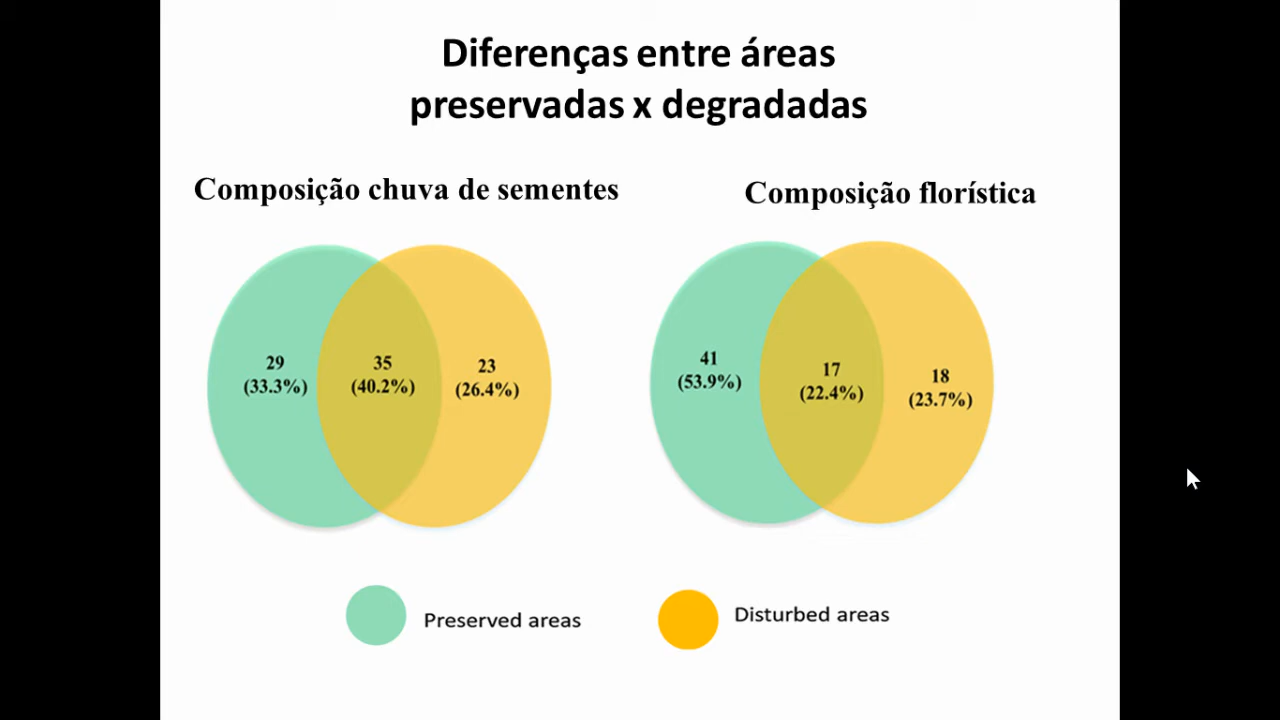 Diferenças entre áreas
preservadas x degradadas
Composição chuva de sementes
Composição florística
29
(33.3%)
35
(40.2%)
23
(26.4%)
41
(53.9%)
17
(22.4%)
18
(23.7%)
Preserved areas
Disturbed areas